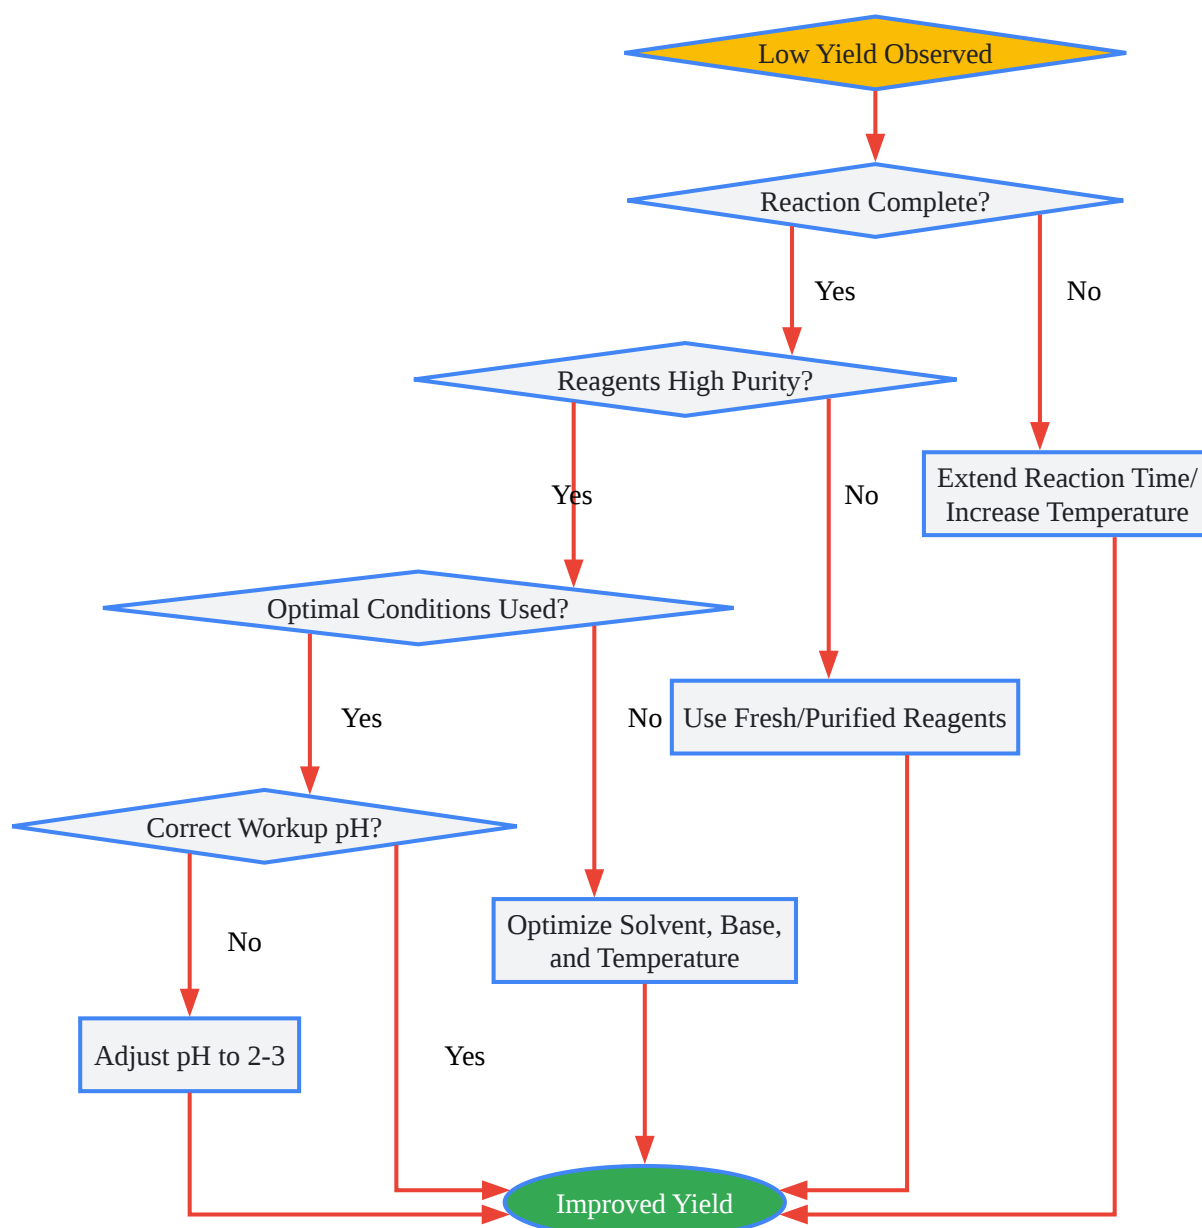 Low Yield Observed
Reaction Complete?
Yes
No
Reagents High Purity?
Extend Reaction Time/
Increase Temperature
Yes
No
Optimal Conditions Used?
Yes
No
Use Fresh/Purified Reagents
Correct Workup pH?
Optimize Solvent, Base,
and Temperature
No
Adjust pH to 2-3
Yes
Improved Yield